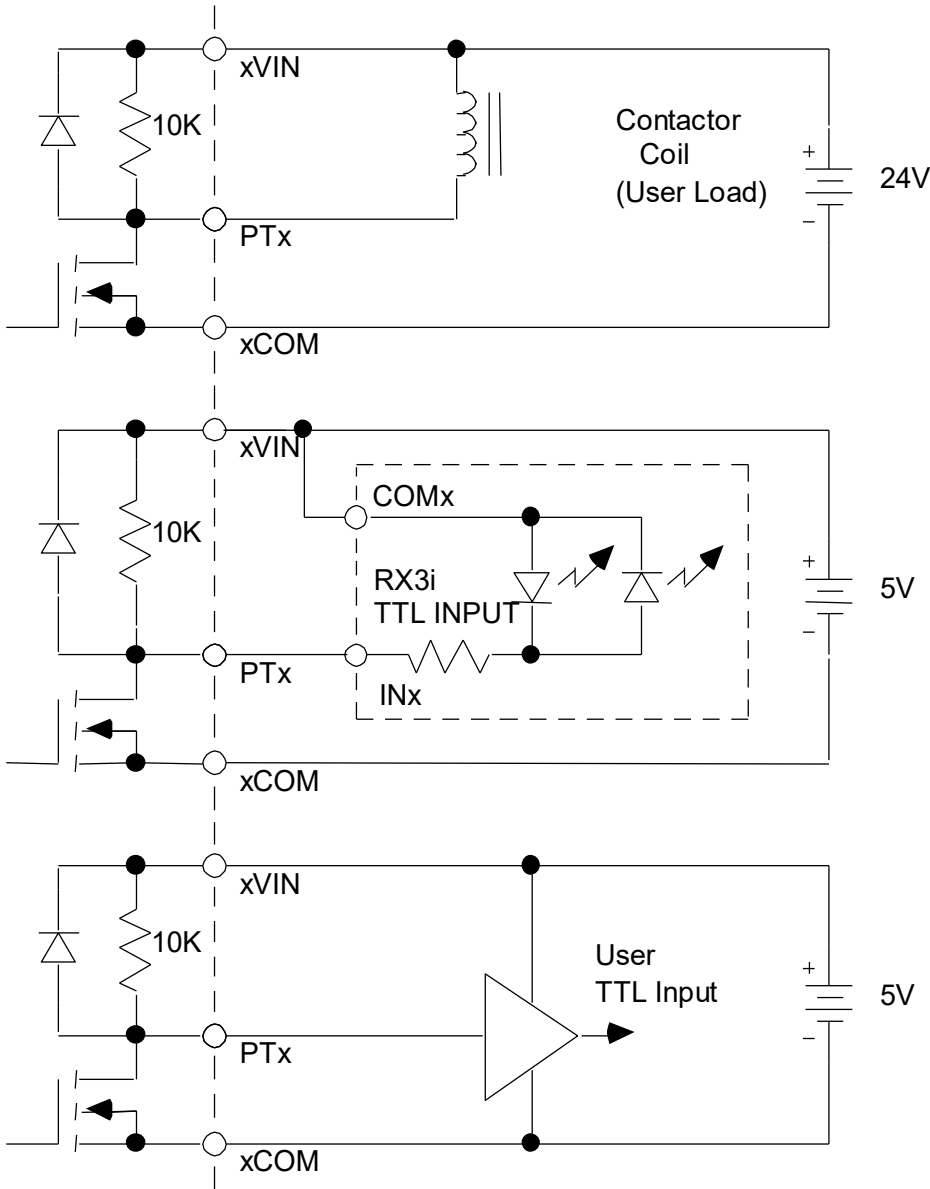 xVIN
10K
Contactor
Coil
(User Load)
+
24V
−
PTx
xCOM
xVIN
COMx
10K
RX3i
TTL INPUT
+
5V
−
PTx
INx
xCOM
xVIN
10K
User
TTL Input
+
5V
−
PTx
xCOM